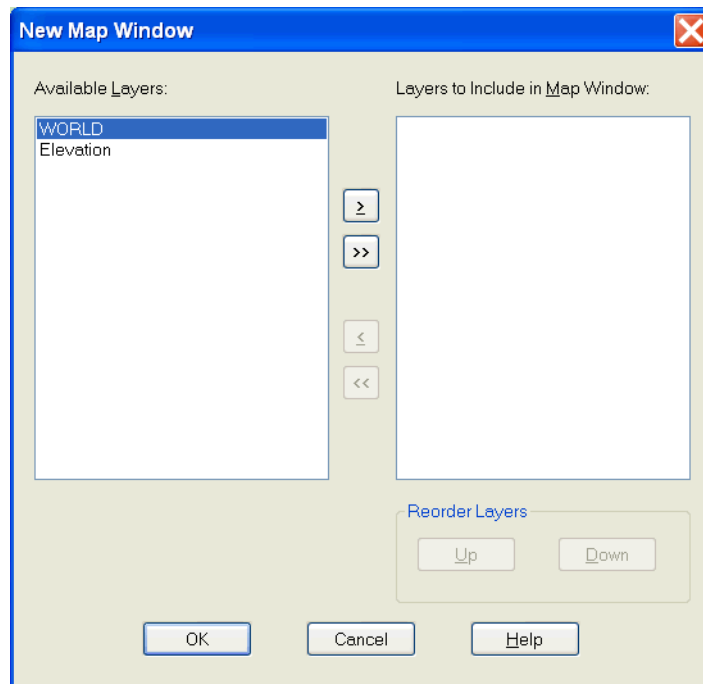 New Map Window
Available Layers:
Layers to Include in Map Window:
WORLD
Elevation
>
>>
<
<<
Reorder Layers
Up
Down
OK
Cancel
Help